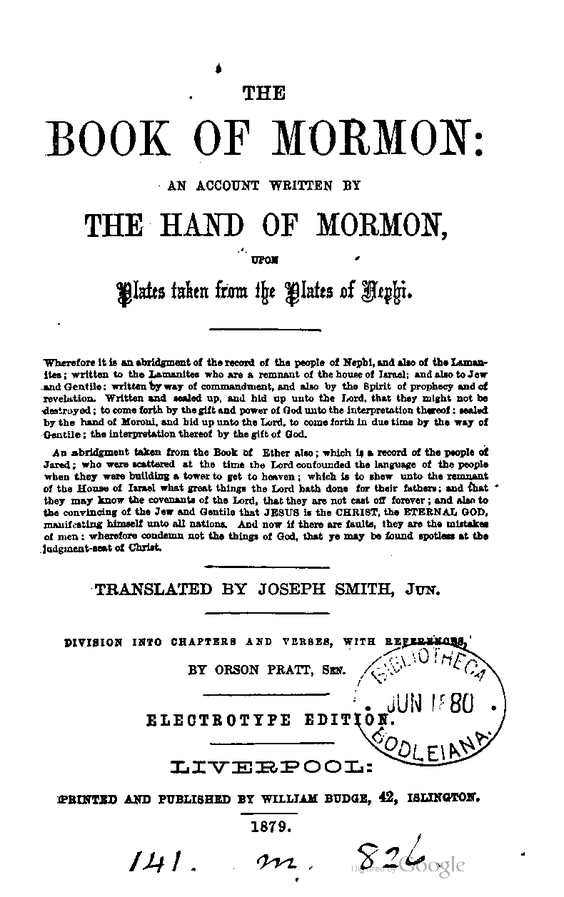 THE
BOOK OF MORMON:
AN ACCOUNT WRITTEN BY
THE HAND OF MORMON,
UPON
Plates taken from the Plates of Nephi.
Wherefore it is an abridgment of the record of the people of Nephi, and also of the Laman-
ites; written to the Lamanites who are a remnant of the house of Israel; and also to Jew
and Gentile: written by way of commandment, and also by the Spirit of prophecy and of
revelation. Written and sealed up, and hid up unto the Lord, that they might not be
destroyed; to come forth by the gift and power of God unto the interpretation thereof: sealed
by the hand of Moroni, and hid up unto the Lord, to come forth in due time by the way of
Gentile; the interpretation thereof by the gift of God.
An abridgment taken from the Book of Ether also; which is a record of the people of
Jared; who were scattered at the time the Lord confounded the language of the people
when they were building a tower to get to heaven; which is to shew unto the remnant
of the House of Israel what great things the Lord hath done for their fathers; and that
they may know the covenants of the Lord, that they are not cast off forever; and also to
the convincing of the Jew and Gentile that JESUS is the CHRIST, the ETERNAL GOD,
manifesting himself unto all nations. And now if there are faults, they are the mistakes
of men: wherefore condemn not the things of God, that ye may be found spotless at the
judgment-seat of Christ.
TRANSLATED BY JOSEPH SMITH, JUN.
DIVISION INTO CHAPTERS AND VERSES, WITH REFERENCES,
BY ORSON PRATT, SEN.
BIBLIOTHECA
JUN 1880
BODLEIANA.
ELECTROTYPE EDITION.
LIVERPOOL:
PRINTED AND PUBLISHED BY WILLIAM BUDGE, 42, ISLINGTON.
1879.
141. m. 826
Digitized by Google